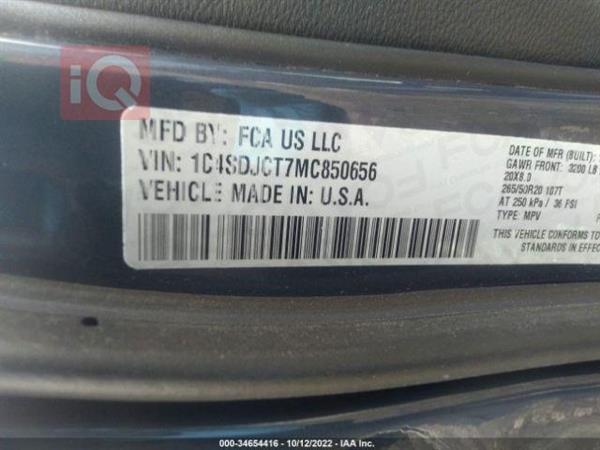 iQ
MFD BY: FCA US LLC
VIN: 1C4SDJCT7MC850656
VEHICLE MADE IN: U.S.A.
DATE OF MFR (BUILT):
GAWR FRONT: 3200 LB
20X8.0
265/50R20 107T
AT 250 kPa / 36 PSI
TYPE: MPV
THIS VEHICLE CONFORMS TO
STANDARDS IN EFFEC
000-34654416 - 10/12/2022 - IAA Inc.